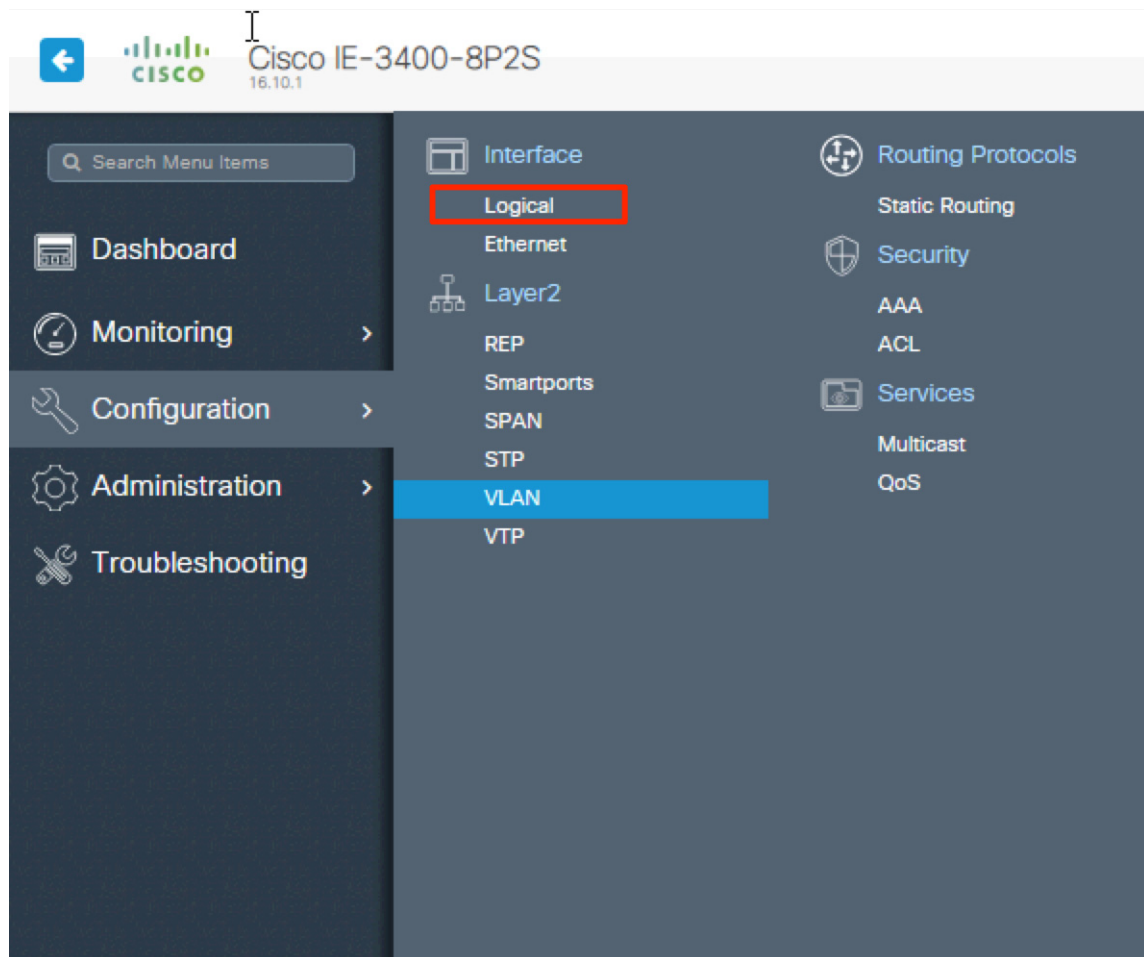 CISCO
Cisco IE-3400-8P2S
16.10.1
Search Menu Items
Dashboard
Monitoring
Configuration
Administration
Troubleshooting
Interface
Logical
Ethernet
Layer2
REP
Smartports
SPAN
STP
VLAN
VTP
Routing Protocols
Static Routing
Security
AAA
ACL
Services
Multicast
QoS